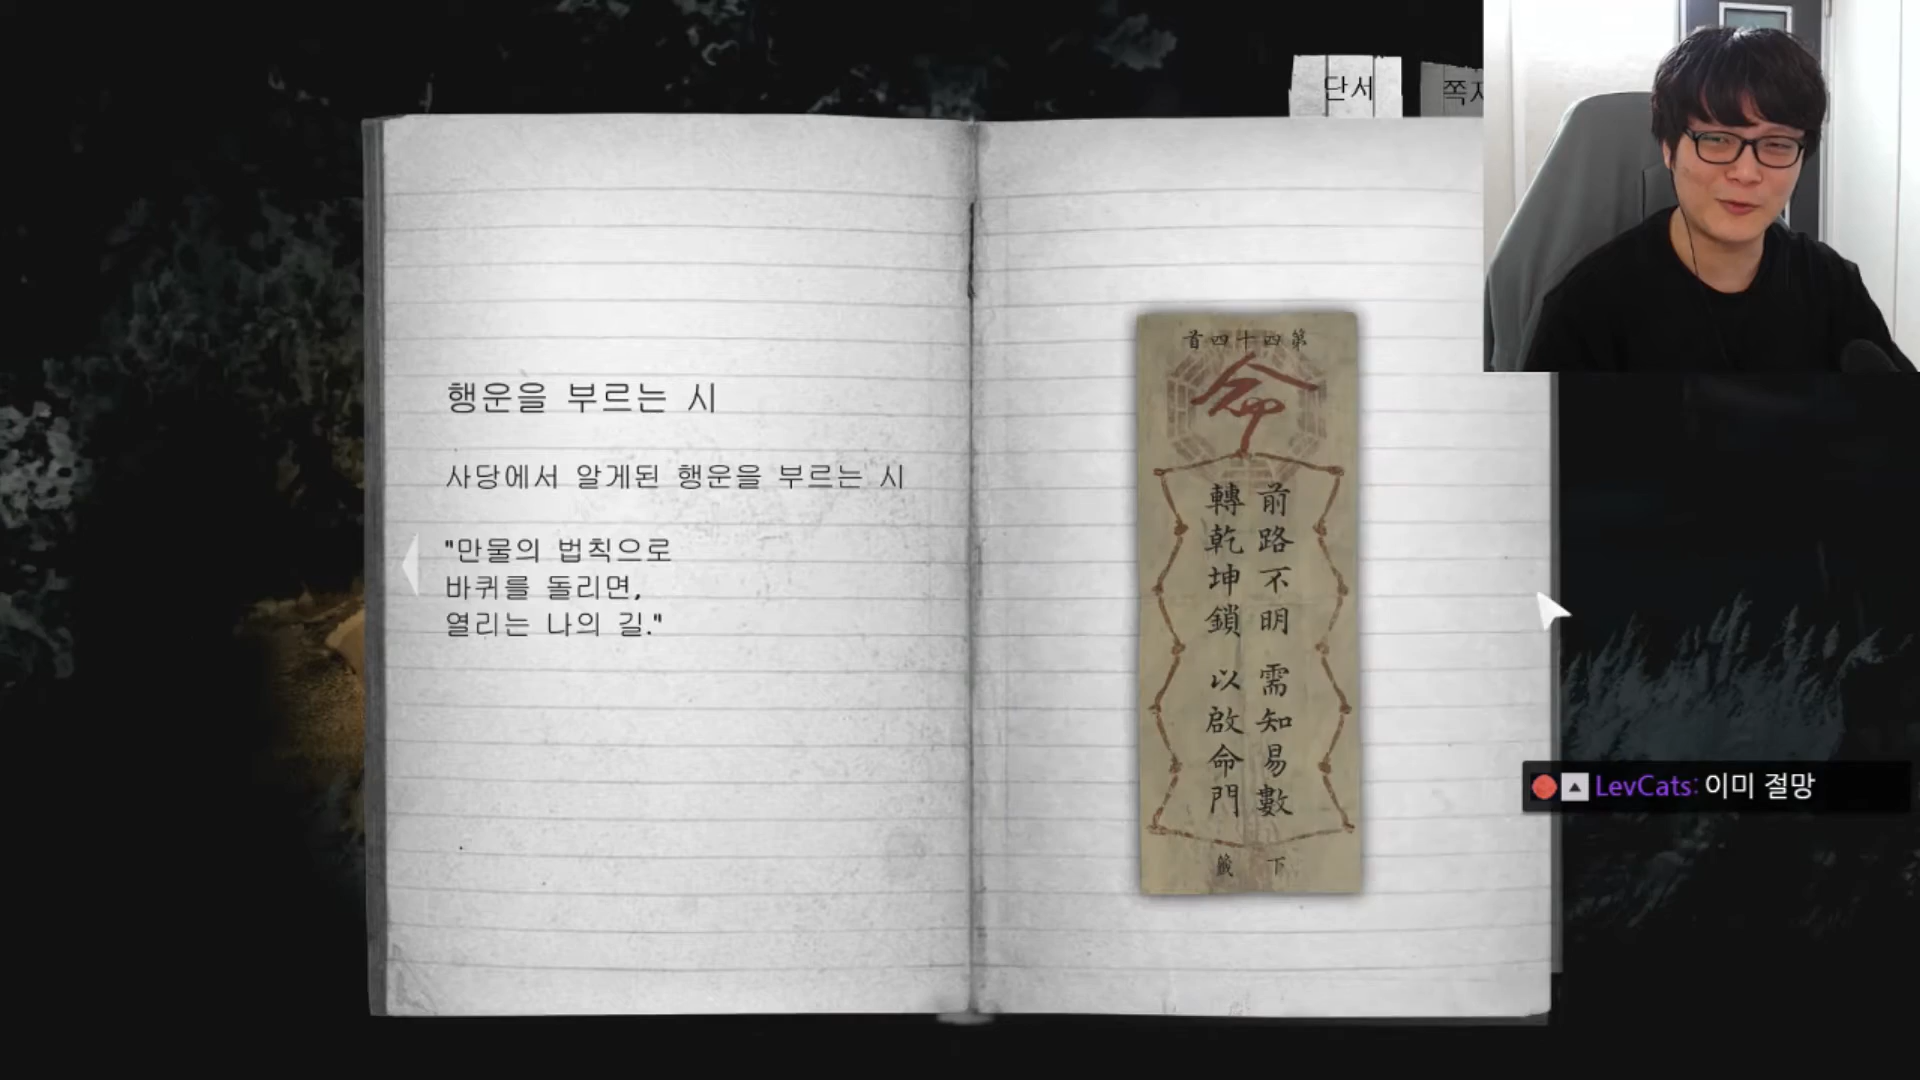 단서
행운을 부르는 시
사당에서 알게된 행운을 부르는 시
"만물의 법칙으로
바퀴를 돌리면,
열리는 나의 길."
首四十四第
命
前路不明 需知易數
轉乾坤鎖 以啟命門
下
籤
LevCats: 이미 절망